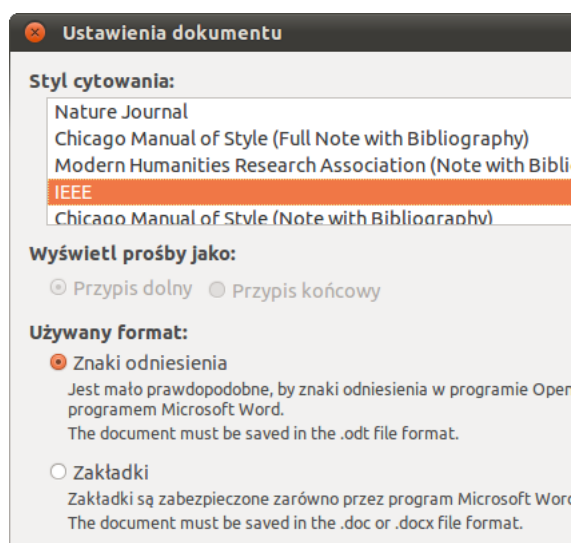 Ustawienia dokumentu
Styl cytowania:
Nature Journal
Chicago Manual of Style (Full Note with Bibliography)
Modern Humanities Research Association (Note with Bibli
IEEE
Chicago Manual of Style (Note with Bibliography)
Wyświetl prośby jako:
Przypis dolny Przypis końcowy
Używany format:
Znaki odniesienia
Jest mało prawdopodobne, by znaki odniesienia w programie Open
programem Microsoft Word.
The document must be saved in the .odt file format.
Zakładki
Zakładki są zabezpieczone zarówno przez program Microsoft Word
The document must be saved in the .doc or .docx file format.